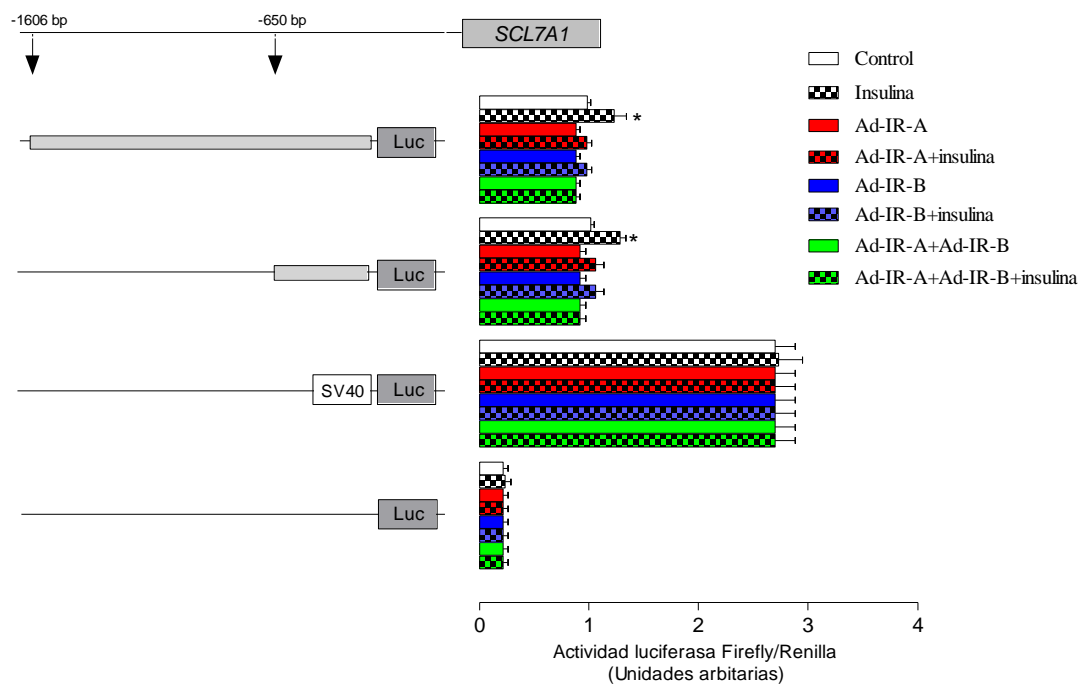 -1606 bp
-650 bp
SCL7A1
Control
Insulina
Ad-IR-A
Ad-IR-A+insulina
Ad-IR-B
Ad-IR-B+insulina
Ad-IR-A+Ad-IR-B
Ad-IR-A+Ad-IR-B+insulina
Luc
*
Luc
*
SV40
Luc
Luc
0 1 2 3 4
Actividad luciferasa Firefly/Renilla
(Unidades arbitarias)